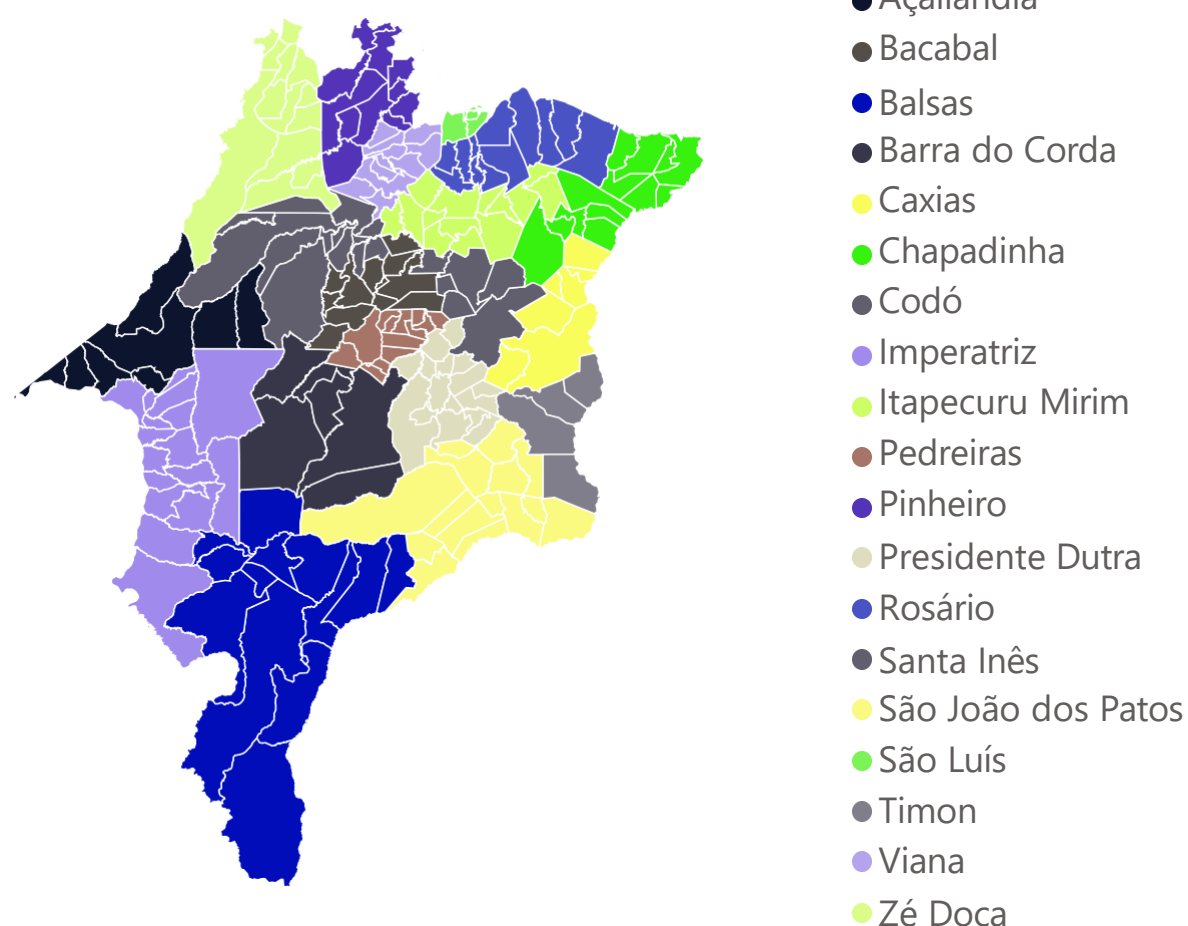 Açailândia
Bacabal
Balsas
Barra do Corda
Caxias
Chapadinha
Codó
Imperatriz
Itapecuru Mirim
Pedreiras
Pinheiro
Presidente Dutra
Rosário
Santa Inês
São João dos Patos
São Luís
Timon
Viana
Zé Doca